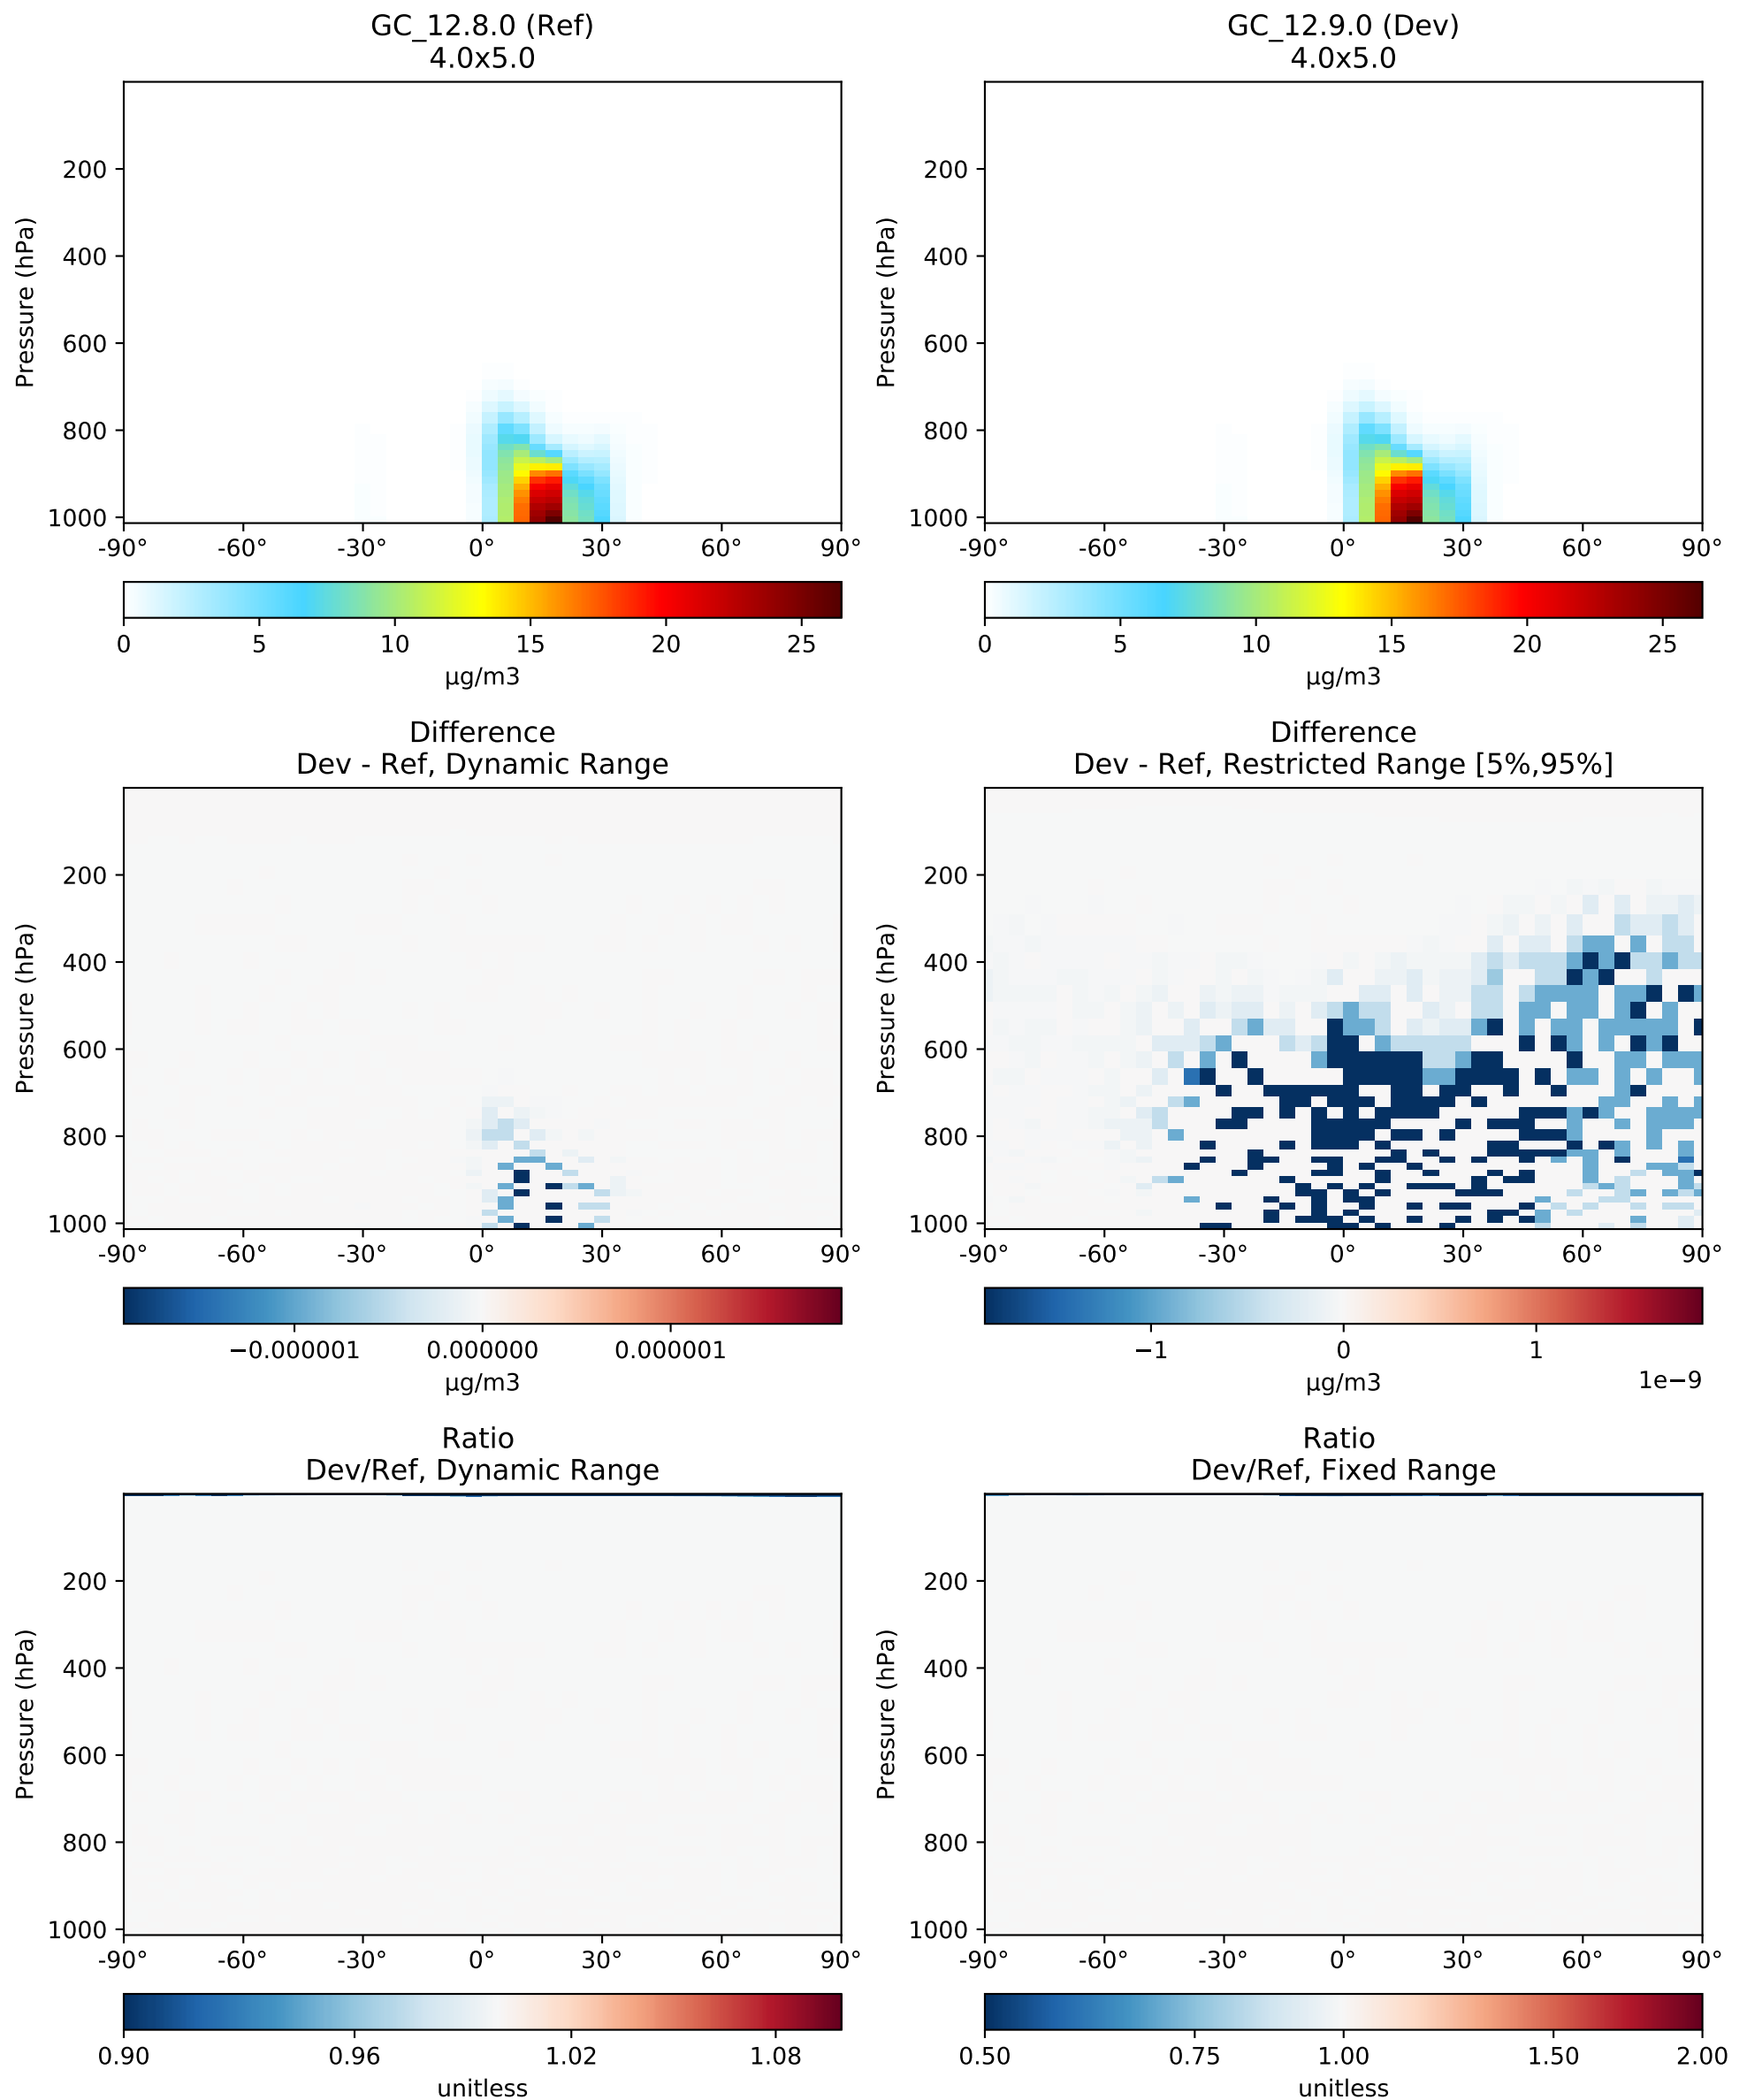 GC_12.8.0 (Ref)
4.0x5.0
Pressure (hPa)
200
400
600
800
1000
-90° -60° -30° 0° 30° 60° 90°
0 5 10 15 20 25
µg/m3
GC_12.9.0 (Dev)
4.0x5.0
Pressure (hPa)
200
400
600
800
1000
-90° -60° -30° 0° 30° 60° 90°
0 5 10 15 20 25
µg/m3
Difference
Dev - Ref, Dynamic Range
Pressure (hPa)
200
400
600
800
1000
-90° -60° -30° 0° 30° 60° 90°
−0.000001 0.000000 0.000001
µg/m3
Difference
Dev - Ref, Restricted Range [5%,95%]
Pressure (hPa)
200
400
600
800
1000
-90° -60° -30° 0° 30° 60° 90°
−1 0 1
µg/m3 1e−9
Ratio
Dev/Ref, Dynamic Range
Pressure (hPa)
200
400
600
800
1000
-90° -60° -30° 0° 30° 60° 90°
0.90 0.96 1.02 1.08
unitless
Ratio
Dev/Ref, Fixed Range
Pressure (hPa)
200
400
600
800
1000
-90° -60° -30° 0° 30° 60° 90°
0.50 0.75 1.00 1.50 2.00
unitless